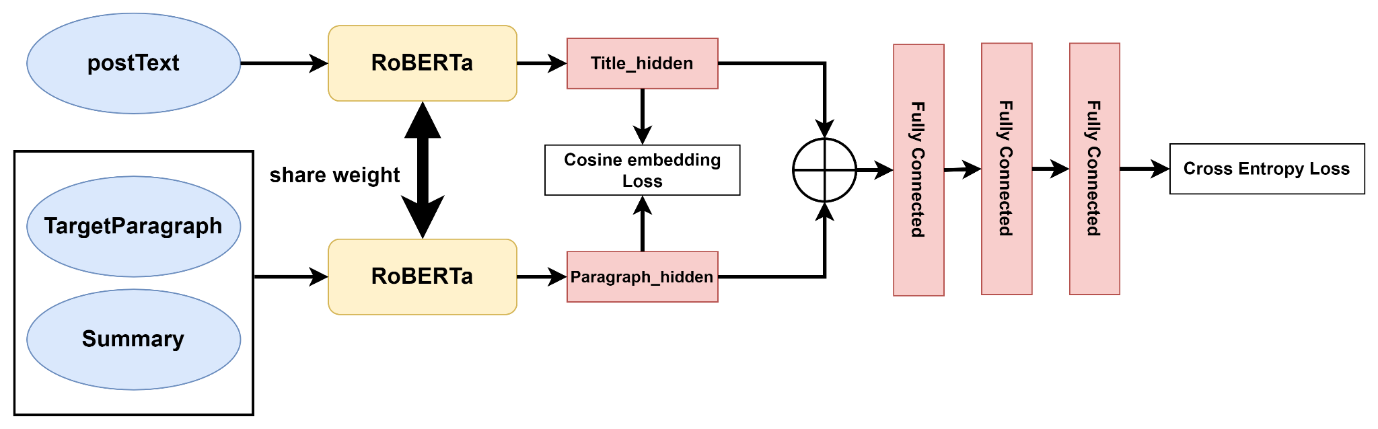 postText
RoBERTa
Title_hidden
share weight
Cosine embedding
Loss
TargetParagraph
Summary
RoBERTa
Paragraph_hidden
Fully Connected
Fully Connected
Fully Connected
Cross Entropy Loss